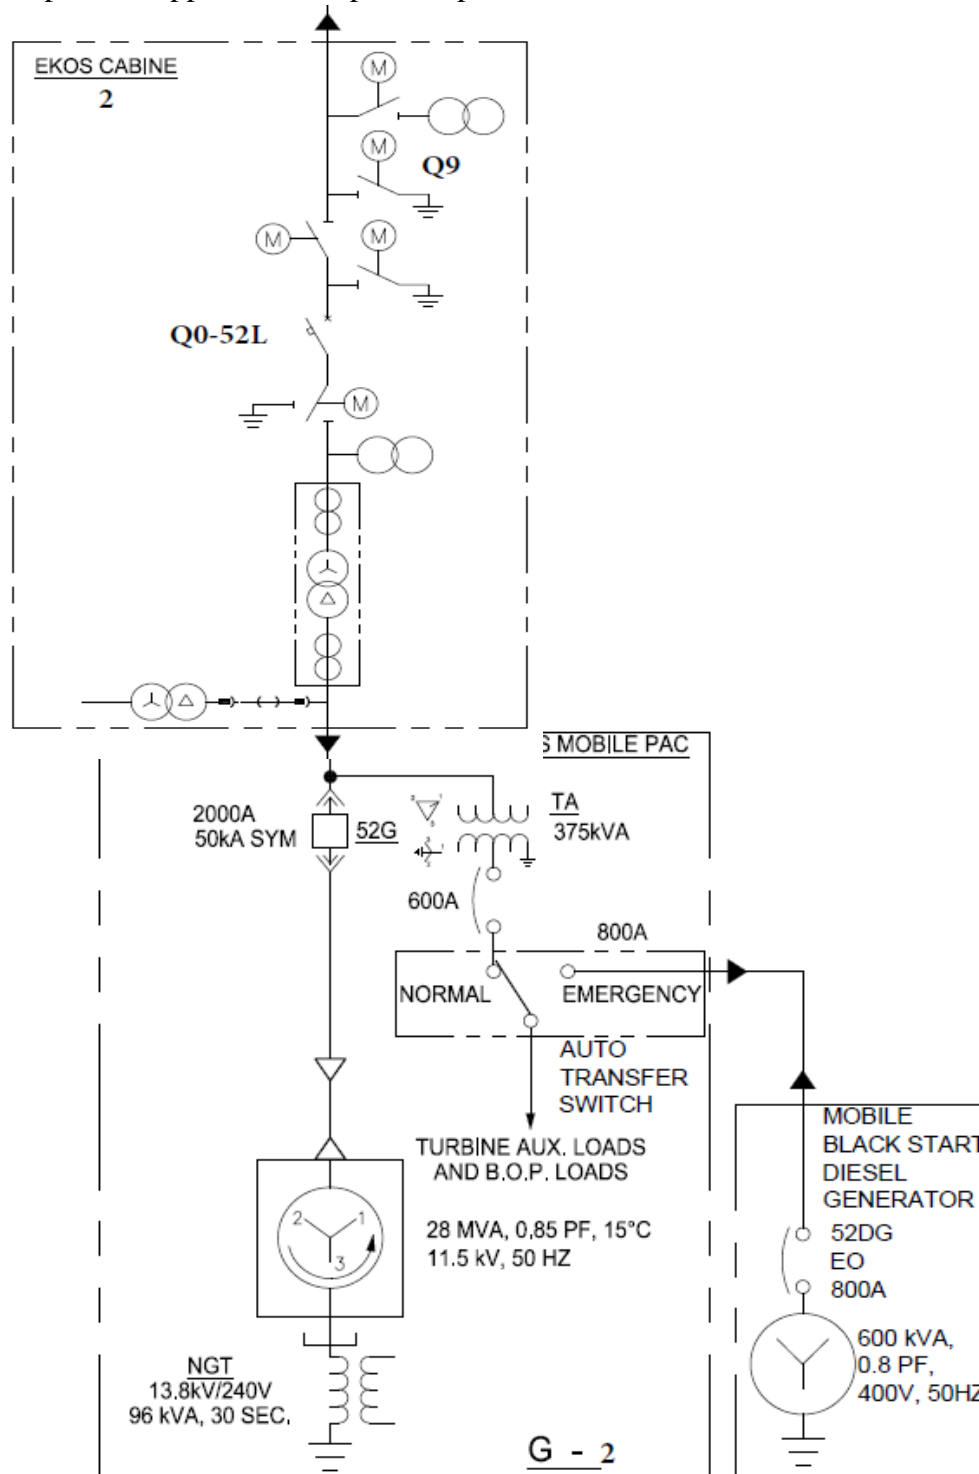 EKOS CABINE
2
M
M
Q9
M
M
Q0-52L
M
S MOBILE PAC
2000A
50kA SYM
52G
TA
375kVA
600A
800A
NORMAL
EMERGENCY
AUTO
TRANSFER
SWITCH
TURBINE AUX. LOADS
AND B.O.P. LOADS
MOBILE
BLACK START
DIESEL
GENERATOR
2
1
3
28 MVA, 0.85 PF, 15°C
11.5 kV, 50 HZ
52DG
EO
800A
600 kVA,
0.8 PF,
400V, 50HZ
NGT
13.8kV/240V
96 kVA, 30 SEC.
G - 2